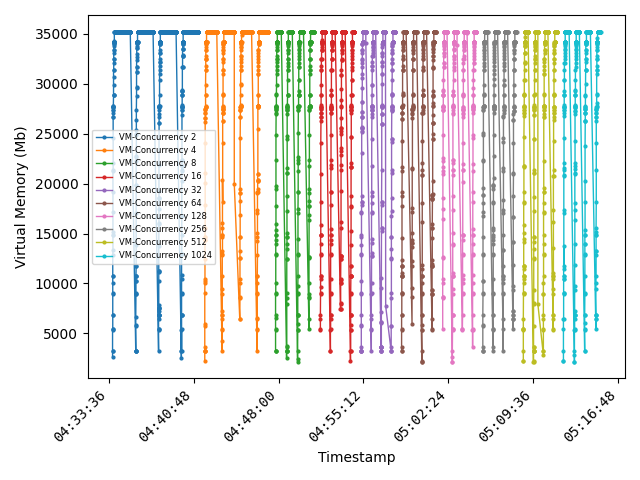 35000
30000
25000
20000
15000
10000
5000
Virtual Memory (Mb)
VM-Concurrency 2
VM-Concurrency 4
VM-Concurrency 8
VM-Concurrency 16
VM-Concurrency 32
VM-Concurrency 64
VM-Concurrency 128
VM-Concurrency 256
VM-Concurrency 512
VM-Concurrency 1024
04:33:36
04:40:48
04:48:00
04:55:12
05:02:24
05:09:36
05:16:48
Timestamp